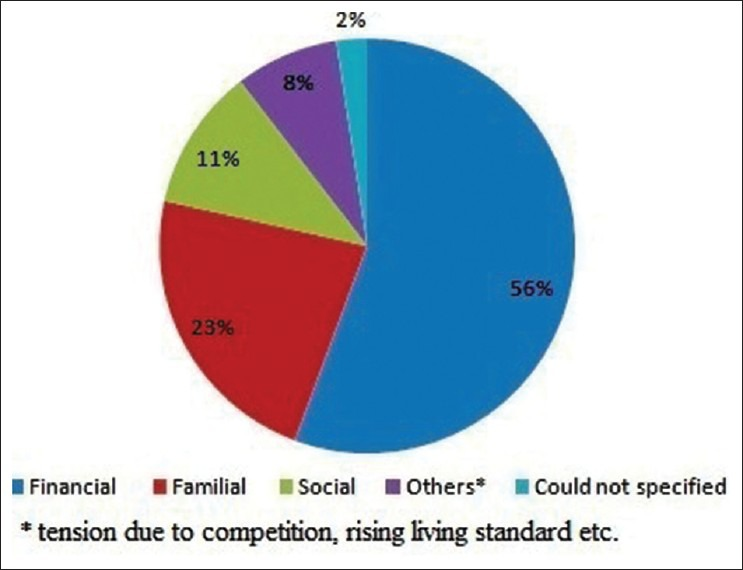 2%
8%
11%
56%
23%
Financial Familial Social Others* Could not specified
* tension due to competition, rising living standard etc.